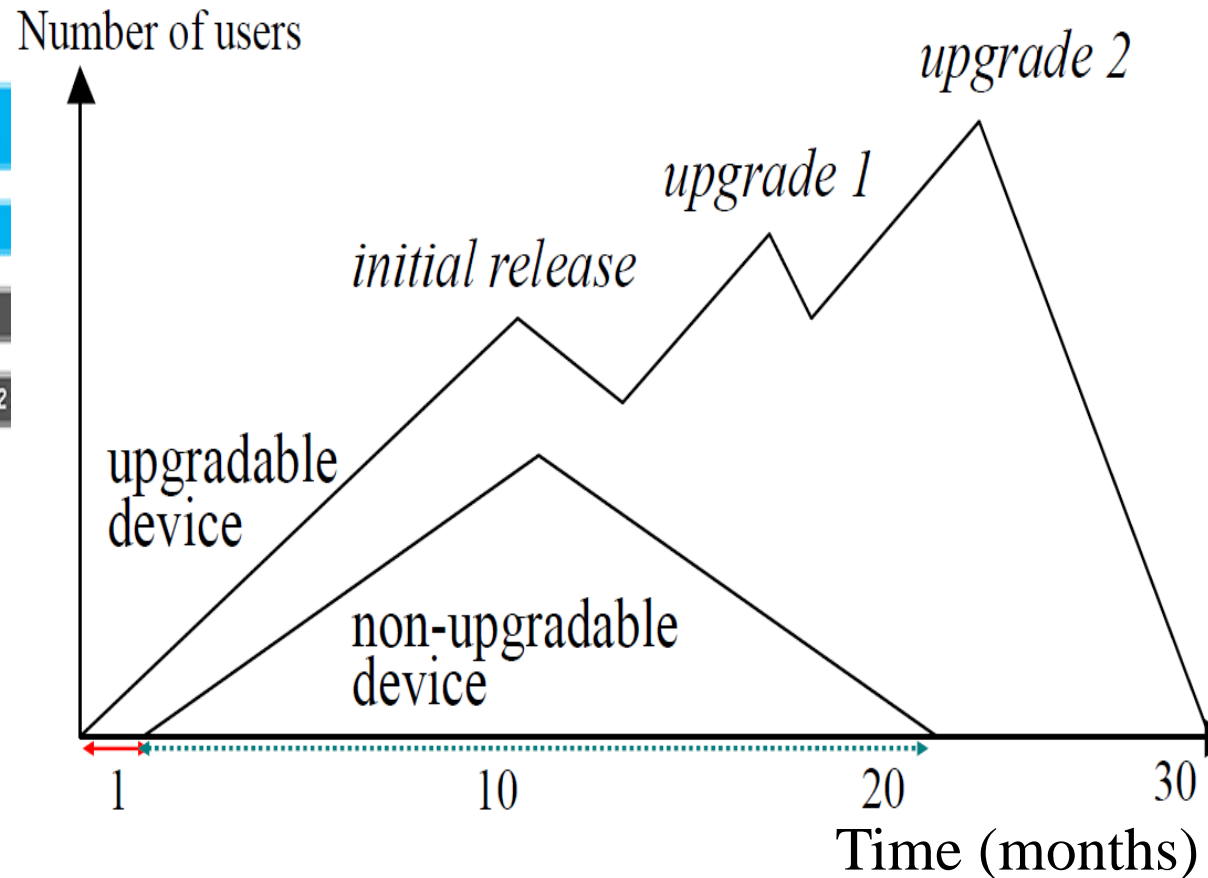 Number of users
upgrade 2
upgrade 1
initial release
2
upgradable
device
non-upgradable
device
1
10
20
30
Time (months)